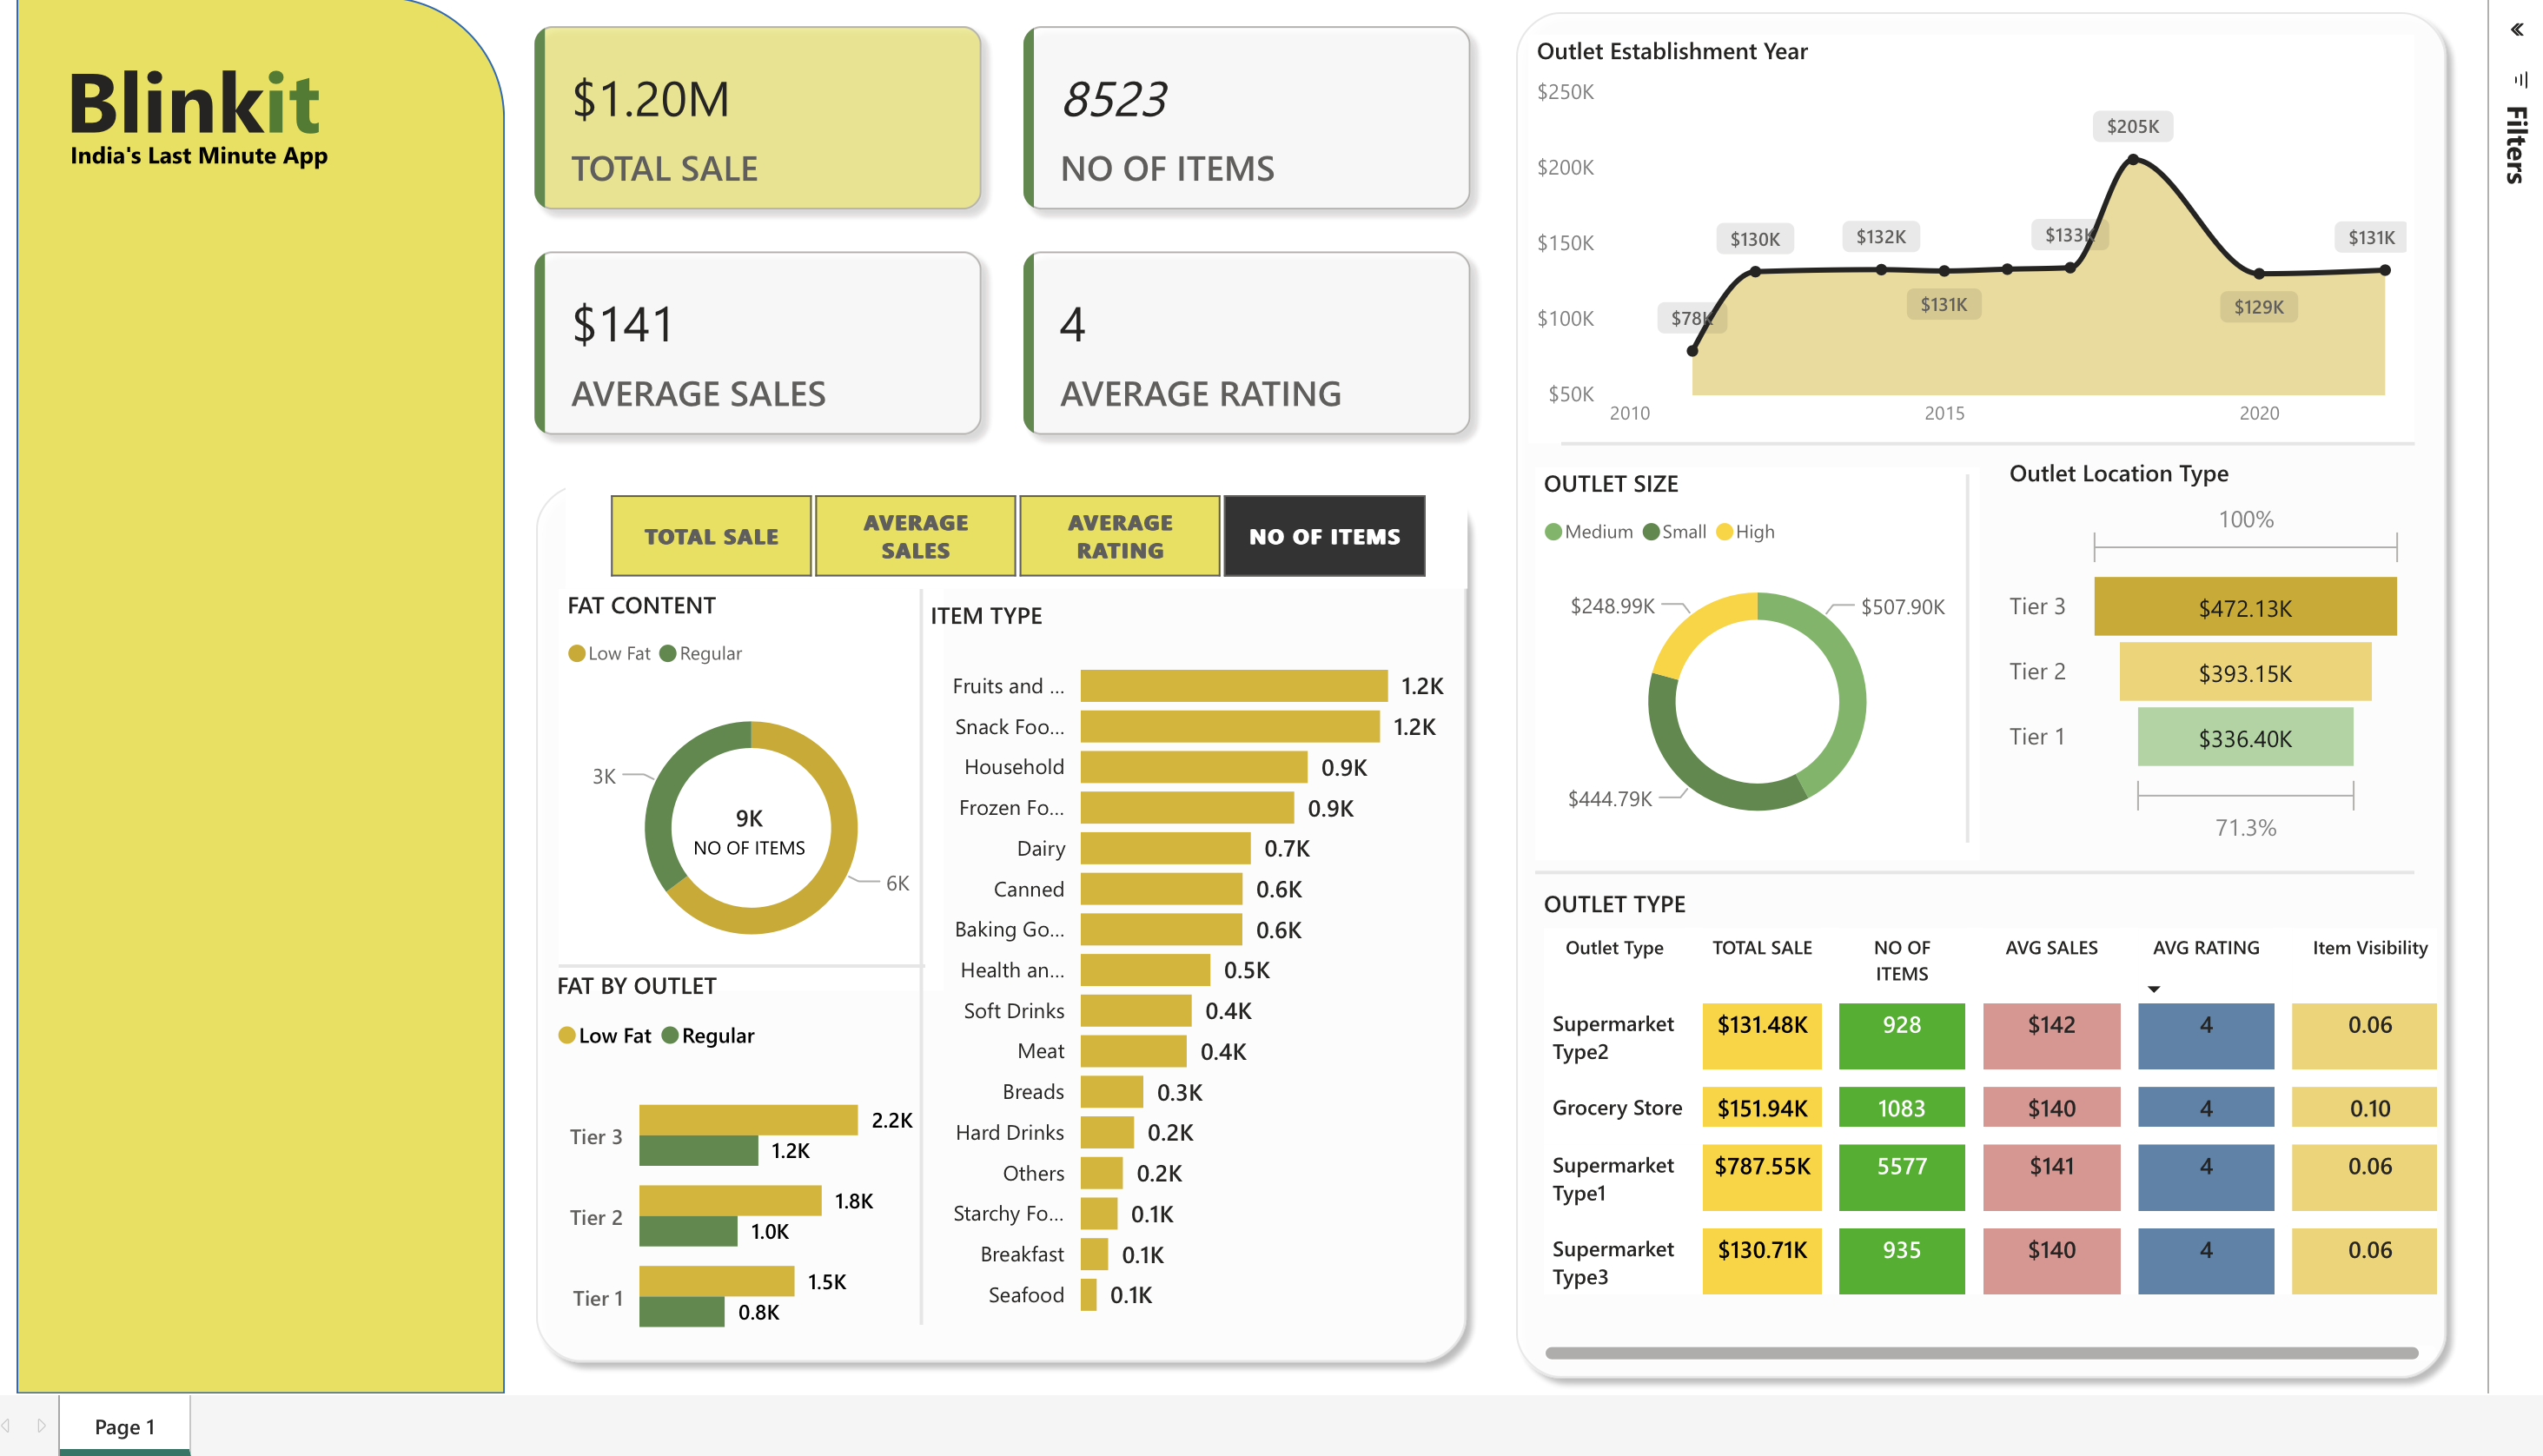 Blinkit
India's Last Minute App
$1.20M
TOTAL SALE
8523
NO OF ITEMS
$141
AVERAGE SALES
4
AVERAGE RATING
TOTAL SALE
AVERAGE
SALES
AVERAGE
RATING
NO OF ITEMS
FAT CONTENT
Low Fat Regular
3K
9K
NO OF ITEMS
6K
FAT BY OUTLET
Low Fat Regular
Tier 3
2.2K
1.2K
Tier 2
1.8K
1.0K
Tier 1
1.5K
0.8K
ITEM TYPE
Fruits and ... 1.2K
Snack Foo... 1.2K
Household 0.9K
Frozen Fo... 0.9K
Dairy 0.7K
Canned 0.6K
Baking Go... 0.6K
Health an... 0.5K
Soft Drinks 0.4K
Meat 0.4K
Breads 0.3K
Hard Drinks 0.2K
Others 0.2K
Starchy Fo... 0.1K
Breakfast 0.1K
Seafood 0.1K
Outlet Establishment Year
$250K
$200K
$150K
$100K
$50K
$78K
$130K
$132K
$131K
$133K
$205K
$129K
$131K
2010 2015 2020
OUTLET SIZE
Medium Small High
$248.99K
$507.90K
$444.79K
Outlet Location Type
100%
Tier 3 $472.13K
Tier 2 $393.15K
Tier 1 $336.40K
71.3%
OUTLET TYPE
Outlet Type TOTAL SALE NO OF ITEMS AVG SALES AVG RATING Item Visibility
Supermarket Type2 $131.48K 928 $142 4 0.06
Grocery Store $151.94K 1083 $140 4 0.10
Supermarket Type1 $787.55K 5577 $141 4 0.06
Supermarket Type3 $130.71K 935 $140 4 0.06
Filters
Page 1